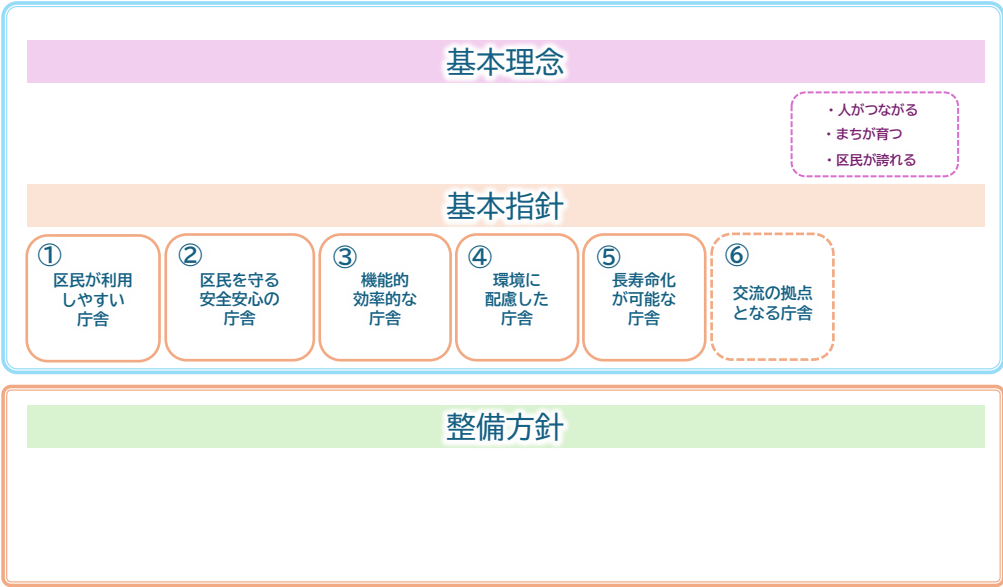 基本理念
・人がつながる
・まちが育つ
・区民が誇れる
基本指針
①
区民が利用
しやすい
庁舎
②
区民を守る
安全安心の
庁舎
③
機能的
効率的な
庁舎
④
環境に
配慮した
庁舎
⑤
長寿命化
が可能な
庁舎
⑥
交流の拠点
となる庁舎
整備方針